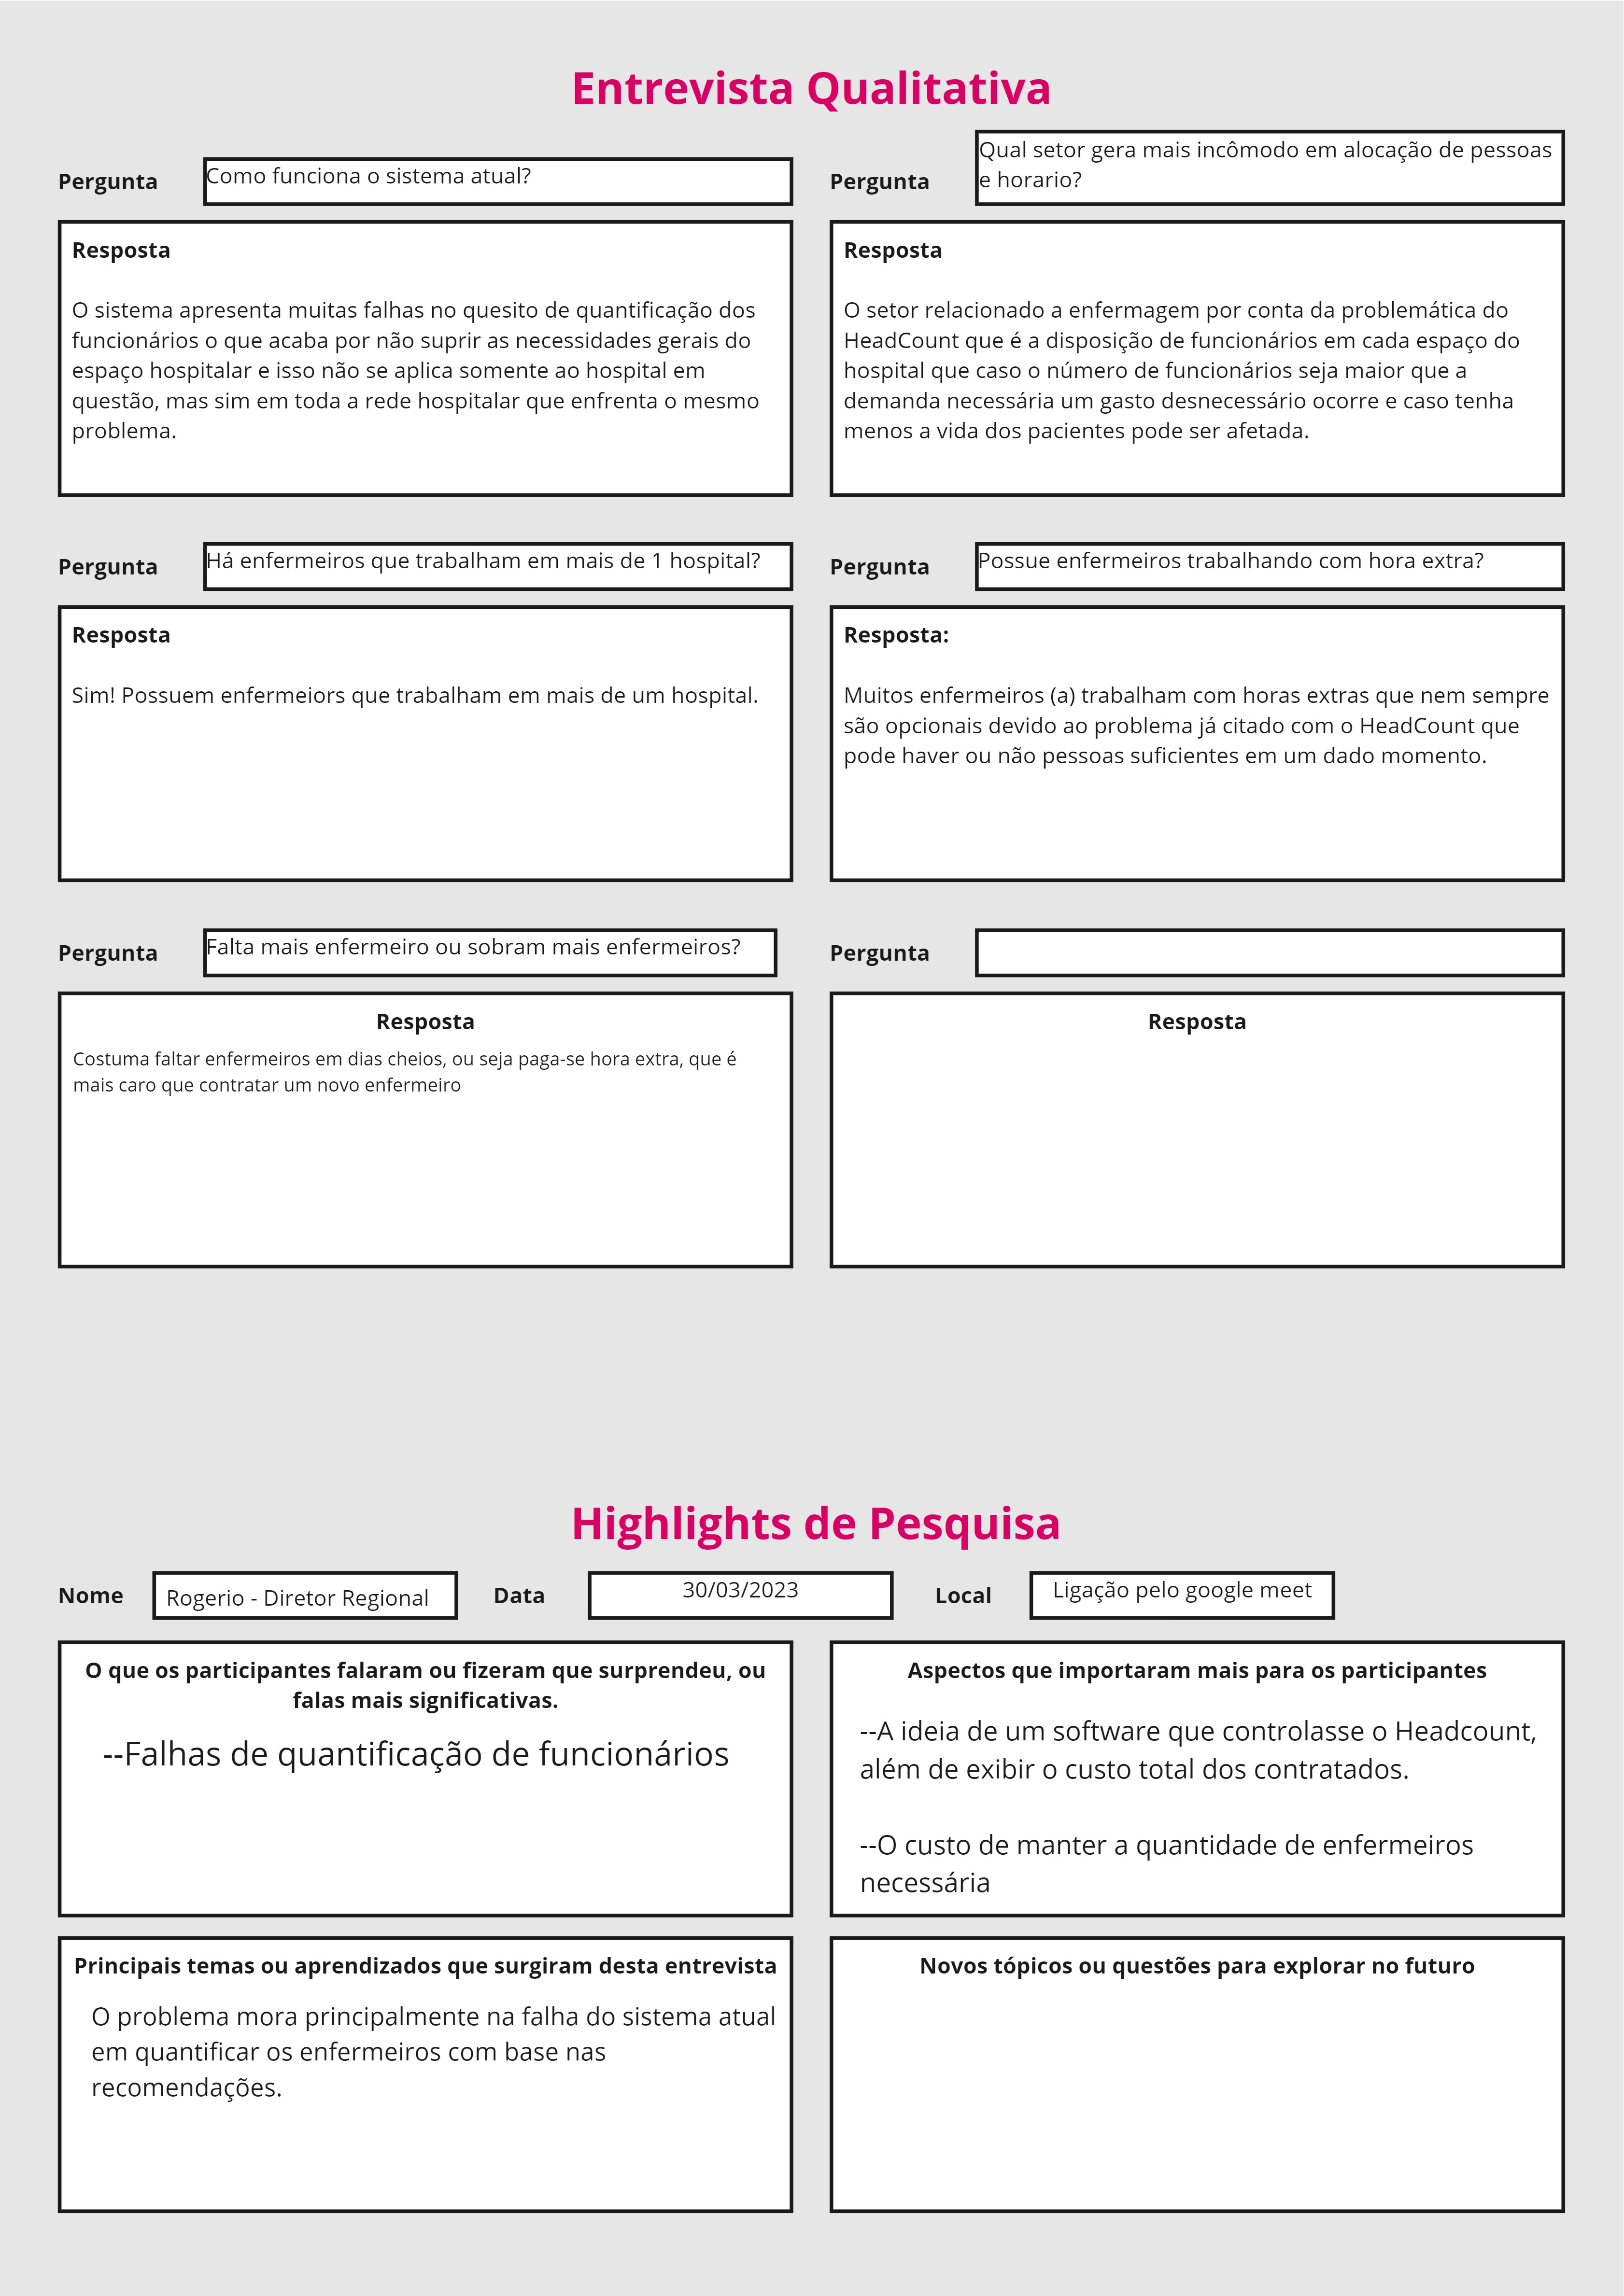 Entrevista Qualitativa
Pergunta
Como funciona o sistema atual?
Resposta
O sistema apresenta muitas falhas no quesito de quantificação dos
funcionários o que acaba por não suprir as necessidades gerais do
espaço hospitalar e isso não se aplica somente ao hospital em
questão, mas sim em toda a rede hospitalar que enfrenta o mesmo
problema.
Pergunta
Qual setor gera mais incômodo em alocação de pessoas
e horario?
Resposta
O setor relacionado a enfermagem por conta da problemática do
HeadCount que é a disposição de funcionários em cada espaço do
hospital que caso o número de funcionários seja maior que a
demanda necessária um gasto desnecessário ocorre e caso tenha
menos a vida dos pacientes pode ser afetada.
Pergunta
Há enfermeiros que trabalham em mais de 1 hospital?
Resposta
Sim! Possuem enfermeiors que trabalham em mais de um hospital.
Pergunta
Possue enfermeiros trabalhando com hora extra?
Resposta:
Muitos enfermeiros (a) trabalham com horas extras que nem sempre
são opcionais devido ao problema já citado com o HeadCount que
pode haver ou não pessoas suficientes em um dado momento.
Pergunta
Falta mais enfermeiro ou sobram mais enfermeiros?
Resposta
Costuma faltar enfermeiros em dias cheios, ou seja paga-se hora extra, que é
mais caro que contratar um novo enfermeiro
Pergunta
Resposta
Highlights de Pesquisa
Nome
Rogerio - Diretor Regional
Data
30/03/2023
Local
Ligação pelo google meet
O que os participantes falaram ou fizeram que surprendeu, ou
falas mais significativas.
--Falhas de quantificação de funcionários
Aspectos que importaram mais para os participantes
--A ideia de um software que controlasse o Headcount,
além de exibir o custo total dos contratados.
--O custo de manter a quantidade de enfermeiros
necessária
Principais temas ou aprendizados que surgiram desta entrevista
O problema mora principalmente na falha do sistema atual
em quantificar os enfermeiros com base nas
recomendações.
Novos tópicos ou questões para explorar no futuro